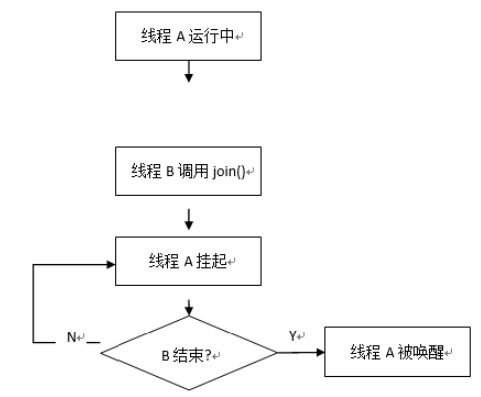 线程 A 运行中
线程 B 调用 join()
线程 A 挂起
N
B 结束?
Y
线程 A 被唤醒